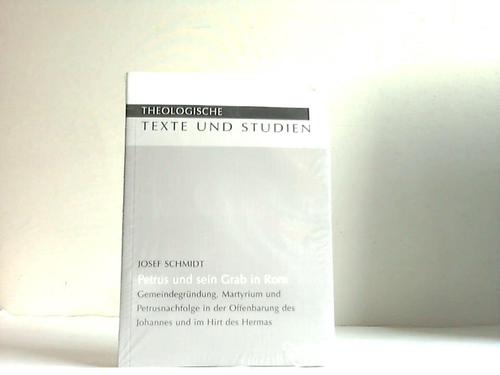 THEOLOGISCHE
TEXTE UND STUDIEN
JOSEF SCHMIDT
Petrus und sein Grab in Rom
Gemeindegründung, Martyrium und
Petrusnachfolge in der Offenbarung des
Johannes und im Hirt des Hermas